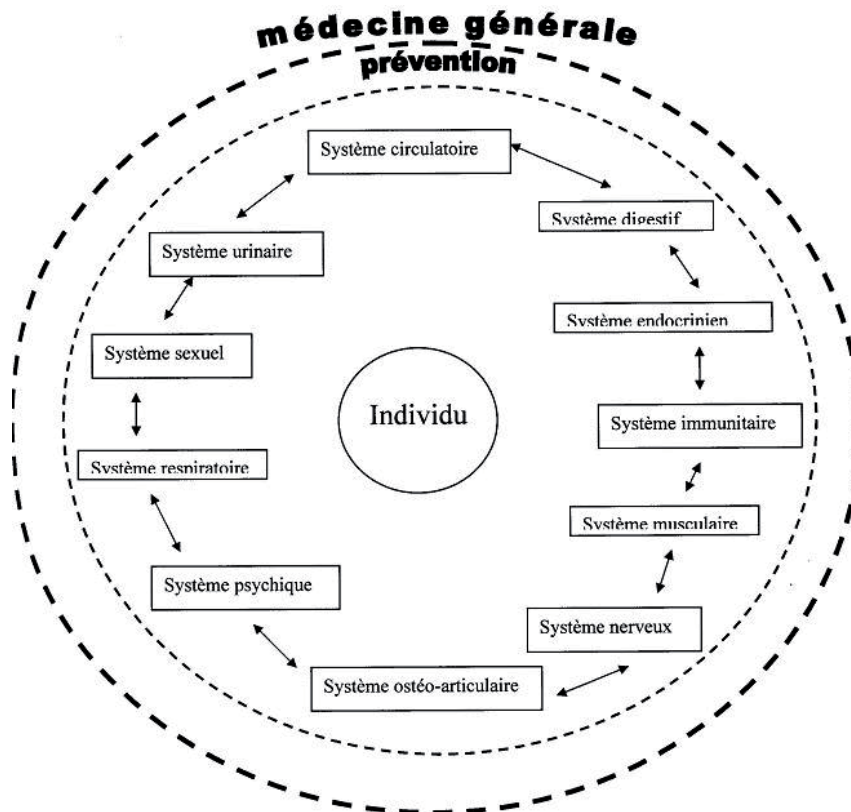 médecine générale
prévention
Système circulatoire
Système digestif
Système urinaire
Système endocrinien
Système sexuel
Individu
Système immunitaire
Système respiratoire
Système musculaire
Système psychique
Système nerveux
Système ostéo-articulaire